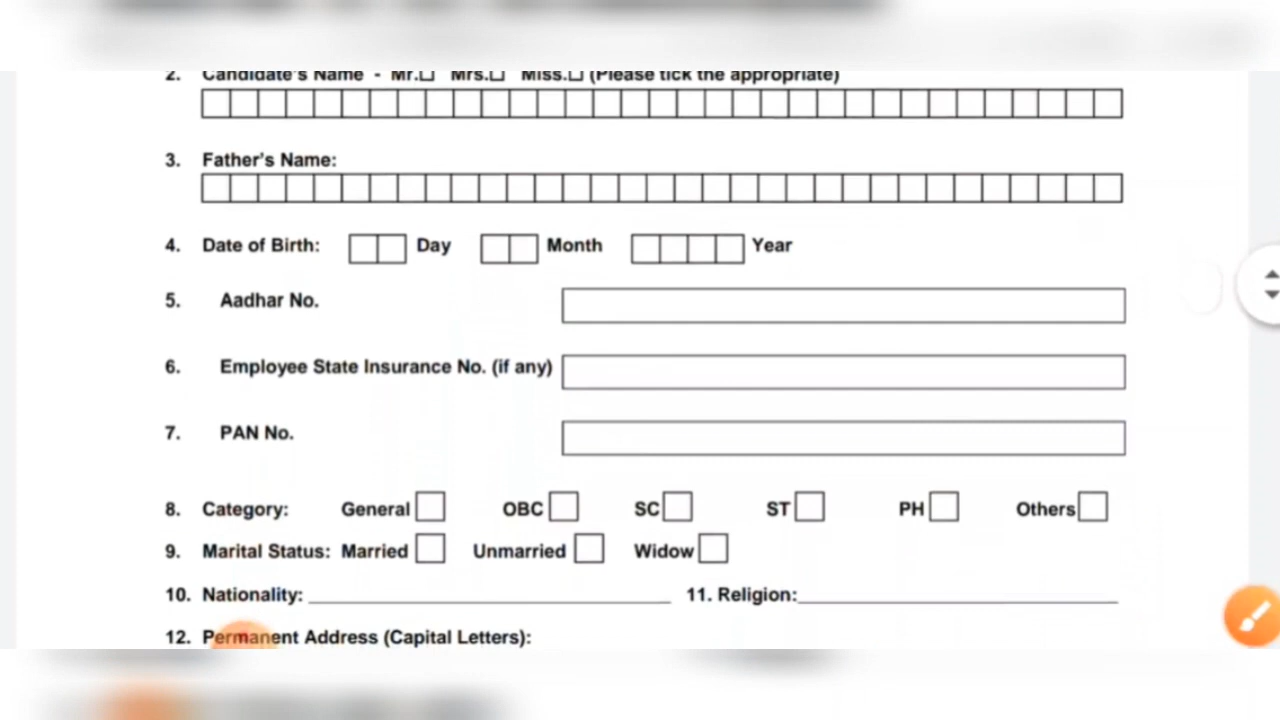 2. Candidate's Name - Mr. Mrs. Miss. (Please tick the appropriate)
3. Father's Name:
4. Date of Birth: Day Month Year
5. Aadhar No.
6. Employee State Insurance No. (if any)
7. PAN No.
8. Category: General OBC SC ST PH Others
9. Marital Status: Married Unmarried Widow
10. Nationality: 11. Religion:
12. Permanent Address (Capital Letters):